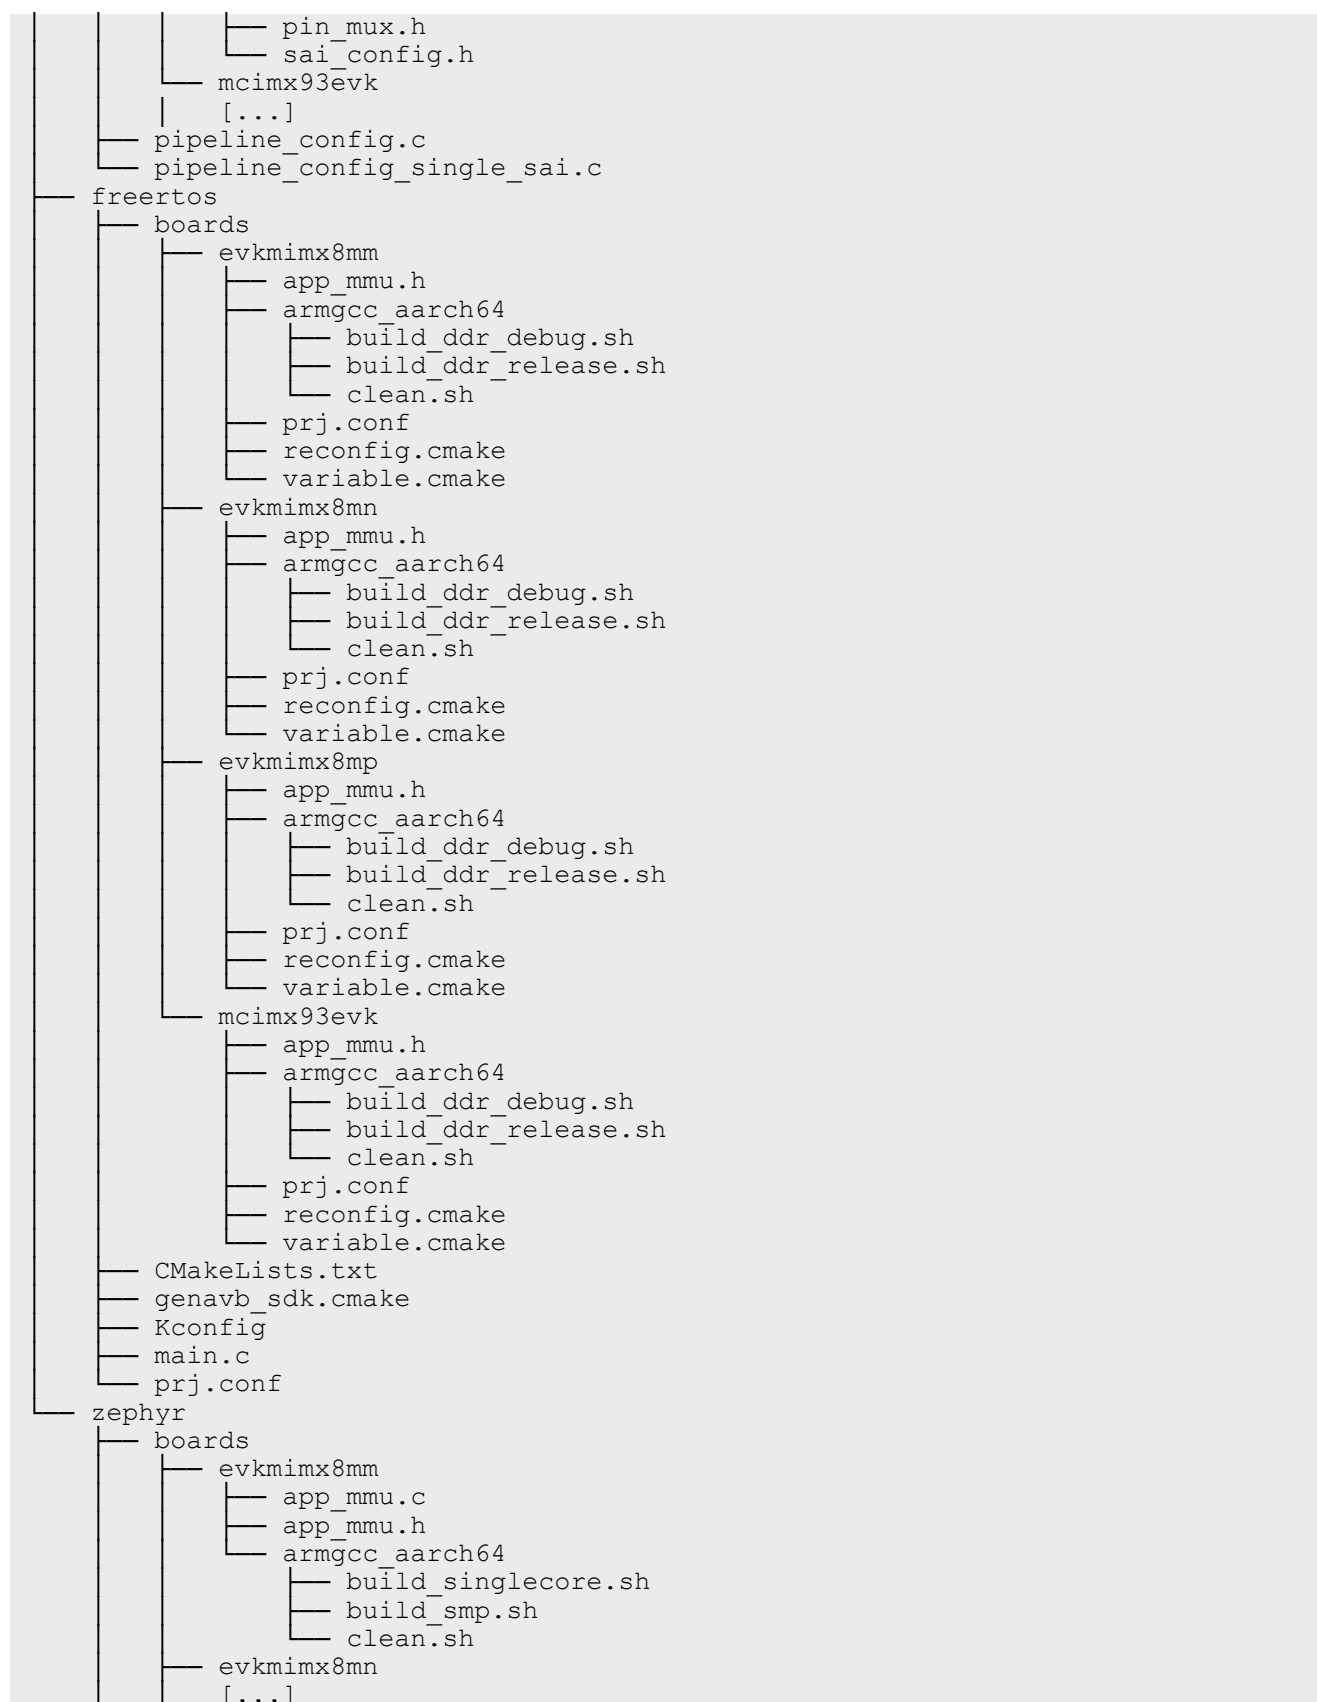 │   │   │   ├── pin_mux.h
│   │   │   └── sai_config.h
│   │   └── mcimx93evk
│   │   │   [...]
│   ├── pipeline_config.c
│   └── pipeline_config_single_sai.c
├── freertos
│   ├── boards
│   │   ├── evkmimx8mm
│   │   │   ├── app_mmu.h
│   │   │   ├── armgcc_aarch64
│   │   │   │   ├── build_ddr_debug.sh
│   │   │   │   ├── build_ddr_release.sh
│   │   │   │   └── clean.sh
│   │   │   ├── prj.conf
│   │   │   ├── reconfig.cmake
│   │   │   └── variable.cmake
│   │   ├── evkmimx8mn
│   │   │   ├── app_mmu.h
│   │   │   ├── armgcc_aarch64
│   │   │   │   ├── build_ddr_debug.sh
│   │   │   │   ├── build_ddr_release.sh
│   │   │   │   └── clean.sh
│   │   │   ├── prj.conf
│   │   │   ├── reconfig.cmake
│   │   │   └── variable.cmake
│   │   ├── evkmimx8mp
│   │   │   ├── app_mmu.h
│   │   │   ├── armgcc_aarch64
│   │   │   │   ├── build_ddr_debug.sh
│   │   │   │   ├── build_ddr_release.sh
│   │   │   │   └── clean.sh
│   │   │   ├── prj.conf
│   │   │   ├── reconfig.cmake
│   │   │   └── variable.cmake
│   │   └── mcimx93evk
│   │       ├── app_mmu.h
│   │       ├── armgcc_aarch64
│   │       │   ├── build_ddr_debug.sh
│   │       │   ├── build_ddr_release.sh
│   │       │   └── clean.sh
│   │       ├── prj.conf
│   │       ├── reconfig.cmake
│   │       └── variable.cmake
│   ├── CMakeLists.txt
│   ├── genavb_sdk.cmake
│   ├── Kconfig
│   ├── main.c
│   └── prj.conf
└── zephyr
    ├── boards
    │   ├── evkmimx8mm
    │   │   ├── app_mmu.c
    │   │   ├── app_mmu.h
    │   │   └── armgcc_aarch64
    │   │       ├── build_singlecore.sh
    │   │       ├── build_smp.sh
    │   │       └── clean.sh
    │   ├── evkmimx8mn
    │   │   [...]